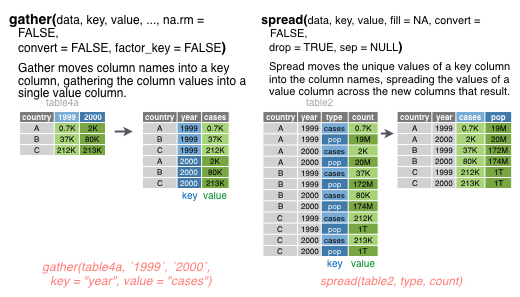 gather(data, key, value, ..., na.rm =
FALSE,
convert = FALSE, factor_key = FALSE)
Gather moves column names into a key
column, gathering the column values into a
single value column.
table4a
country 1999 2000
A 0.7K 2K
B 37K 80K
C 212K 213K
country year cases
A 1999 0.7K
B 1999 37K
C 1999 212K
A 2000 2K
B 2000 80K
C 2000 213K
key value
gather(table4a, `1999`, `2000`,
key = "year", value = "cases")
spread(data, key, value, fill = NA, convert =
FALSE,
drop = TRUE, sep = NULL)
Spread moves the unique values of a key column
into the column names, spreading the values of a
value column across the new columns that result.
table2
country year type count
A 1999 cases 0.7K
A 1999 pop 19M
A 2000 cases 2K
A 2000 pop 20M
B 1999 cases 37K
B 1999 pop 172M
B 2000 cases 80K
B 2000 pop 174M
C 1999 cases 212K
C 1999 pop 1T
C 2000 cases 213K
C 2000 pop 1T
key value
country year cases pop
A 1999 0.7K 19M
A 2000 2K 20M
B 1999 37K 172M
B 2000 80K 174M
C 1999 212K 1T
C 2000 213K 1T
spread(table2, type, count)